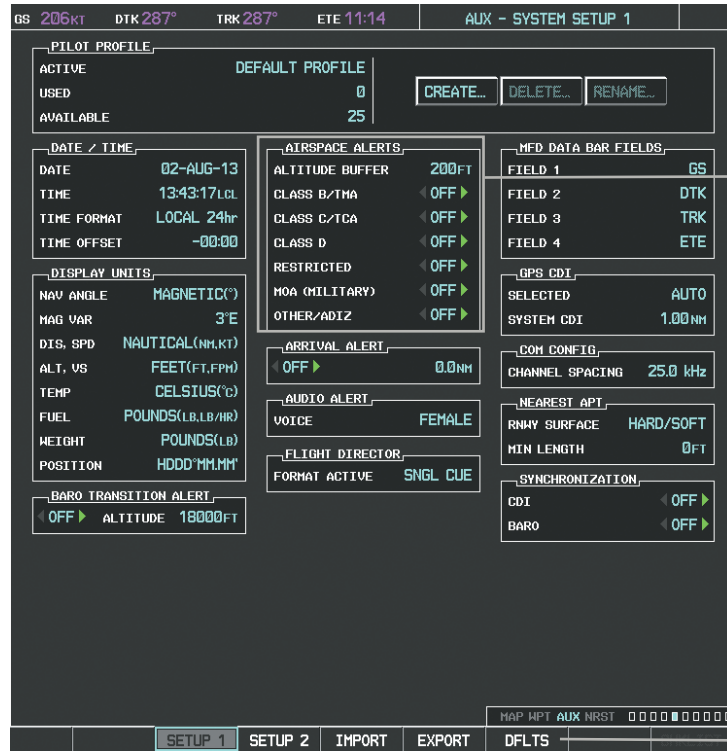 GS 206KT DTK 287° TRK 287° ETE 11:14 AUX - SYSTEM SETUP 1
PILOT PROFILE
ACTIVE DEFAULT PROFILE
USED 0
AVAILABLE 25
CREATE… DELETE… RENAME…
DATE / TIME
DATE 02-AUG-13
TIME 13:43:17LCL
TIME FORMAT LOCAL 24hr
TIME OFFSET -00:00
DISPLAY UNITS
NAV ANGLE MAGNETIC(°)
MAG VAR 3°E
DIS, SPD NAUTICAL(NM,KT)
ALT, VS FEET(FT,FPM)
TEMP CELSIUS(°C)
FUEL POUNDS(LB,LB/HR)
WEIGHT POUNDS(LB)
POSITION HDDD°MM.MM'
BARO TRANSITION ALERT
OFF ALTITUDE 18000FT
AIRSPACE ALERTS
ALTITUDE BUFFER 200FT
CLASS B/TMA OFF
CLASS C/TCA OFF
CLASS D OFF
RESTRICTED OFF
MOA (MILITARY) OFF
OTHER/ADIZ OFF
ARRIVAL ALERT
OFF 0.0NM
AUDIO ALERT
VOICE FEMALE
FLIGHT DIRECTOR
FORMAT ACTIVE SNGL CUE
MFD DATA BAR FIELDS
FIELD 1 GS
FIELD 2 DTK
FIELD 3 TRK
FIELD 4 ETE
GPS CDI
SELECTED AUTO
SYSTEM CDI 1.00NM
COM CONFIG
CHANNEL SPACING 25.0 kHz
NEAREST APT
RNWY SURFACE HARD/SOFT
MIN LENGTH 0FT
SYNCHRONIZATION
CDI OFF
BARO OFF
MAP WPT AUX NRST
SETUP 1 SETUP 2 IMPORT EXPORT DFLTS